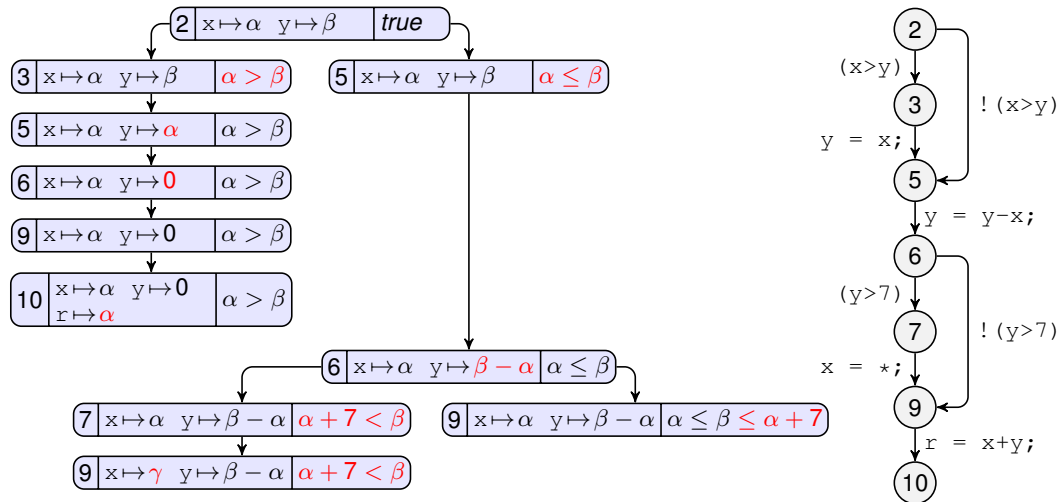 2 x↦α y↦β true
3 x↦α y↦β α > β
5 x↦α y↦β α ≤ β
5 x↦α y↦α α > β
6 x↦α y↦0 α > β
9 x↦α y↦0 α > β
10 x↦α y↦0 α > β
r↦α
6 x↦α y↦β − α α ≤ β
7 x↦α y↦β − α α + 7 < β
9 x↦α y↦β − α α ≤ β ≤ α + 7
9 x↦γ y↦β − α α + 7 < β
2
(x>y)
3
!(x>y)
y = x;
5
y = y-x;
6
(y>7)
7
!(y>7)
x = *;
9
r = x+y;
10